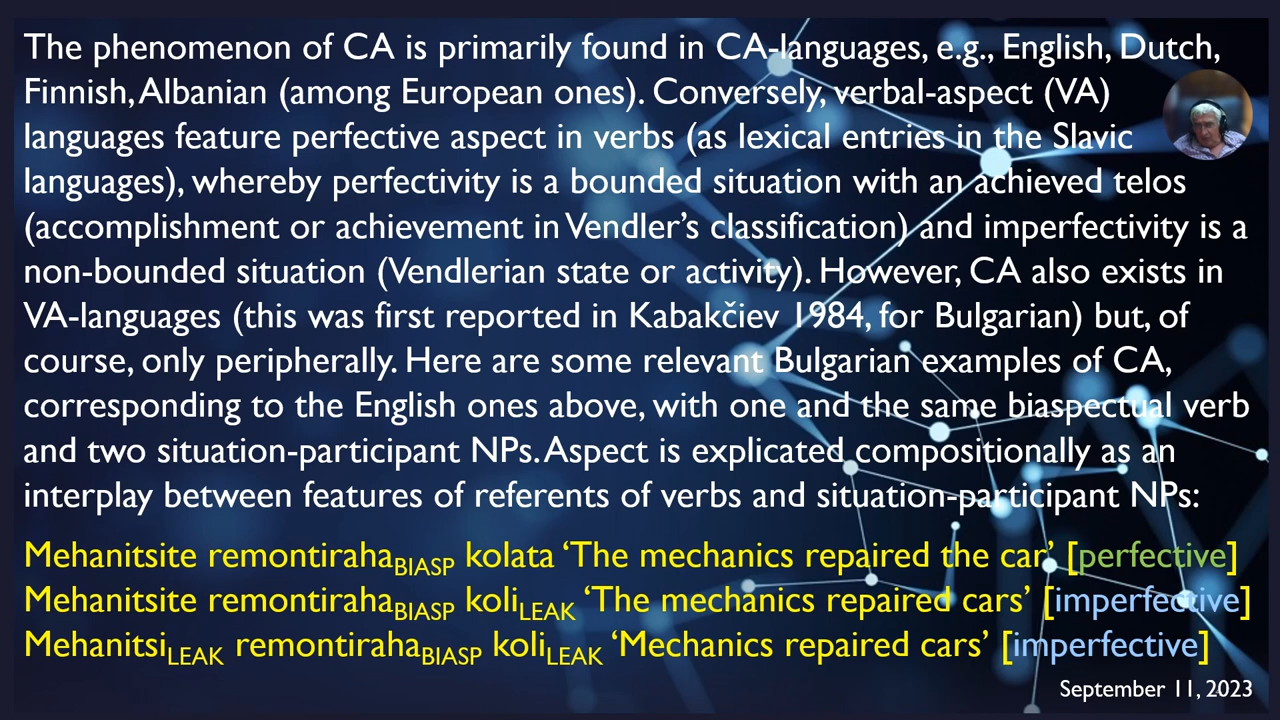 The phenomenon of CA is primarily found in CA-languages, e.g., English, Dutch,
Finnish, Albanian (among European ones). Conversely, verbal-aspect (VA)
languages feature perfective aspect in verbs (as lexical entries in the Slavic
languages), whereby perfectivity is a bounded situation with an achieved telos
(accomplishment or achievement in Vendler’s classification) and imperfectivity is a
non-bounded situation (Vendlerian state or activity). However, CA also exists in
VA-languages (this was first reported in Kabakčiev 1984, for Bulgarian) but, of
course, only peripherally. Here are some relevant Bulgarian examples of CA,
corresponding to the English ones above, with one and the same biaspectual verb
and two situation-participant NPs. Aspect is explicated compositionally as an
interplay between features of referents of verbs and situation-participant NPs:
Mehanitsite remontirahaBIASP kolata ‘The mechanics repaired the car’ [perfective]
Mehanitsite remontirahaBIASP koliLEAK ‘The mechanics repaired cars’ [imperfective]
MehanitsiLEAK remontirahaBIASP koliLEAK ‘Mechanics repaired cars’ [imperfective]
September 11, 2023